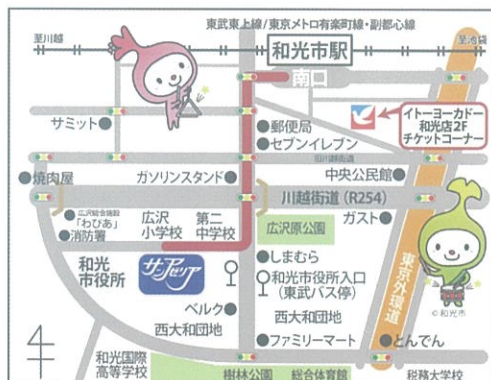 東武東上線/東京メトロ有楽町線・副都心線
至川越
和光市駅
至池袋
南口
イトーヨーカドー
和光店2F
チケットコーナー
サミット
郵便局
セブンイレブン
旧川越街道
中央公民館
焼肉屋
ガソリンスタンド
川越街道(R254)
広沢総合施設
「わぴあ」
消防署
広沢
小学校
第二
中学校
広沢原公園
ガスト
東京外環道
和光
市役所
サンアゼリア
しまむら
和光市役所入口
(東武バス停)
©和光市
ベルク
西大和団地
西大和団地
ファミリーマート
とんでん
和光国際
高等学校
樹林公園
総合体育館
税務大学校